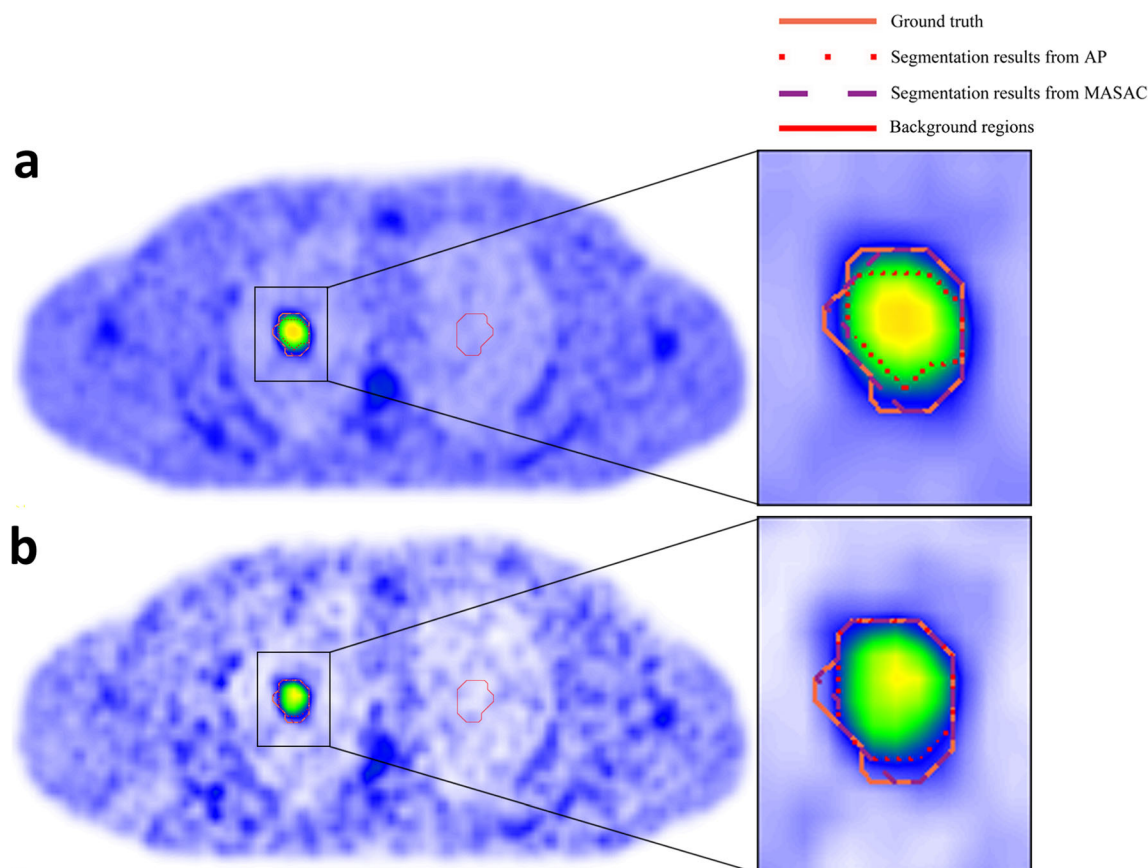 Ground truth
Segmentation results from AP
Segmentation results from MASAC
Background regions
a
b